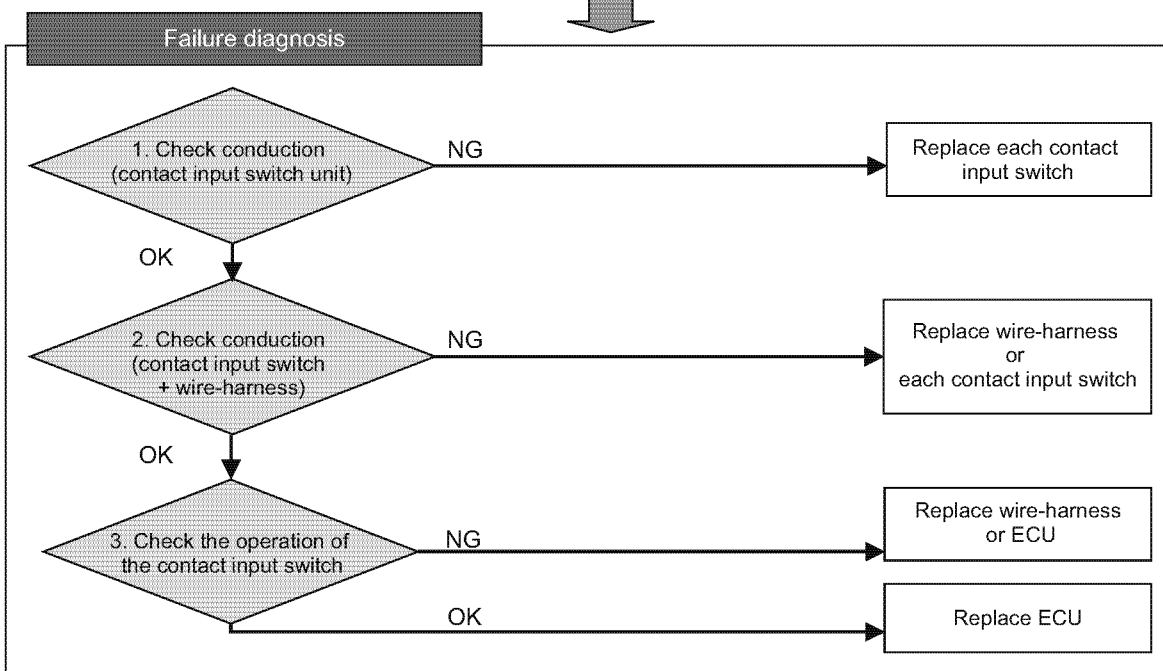 Failure diagnosis
1. Check conduction
(contact input switch unit)
NG
Replace each contact
input switch
OK
2. Check conduction
(contact input switch
+ wire-harness)
NG
Replace wire-harness
or
each contact input switch
OK
3. Check the operation of
the contact input switch
NG
Replace wire-harness
or ECU
OK
Replace ECU